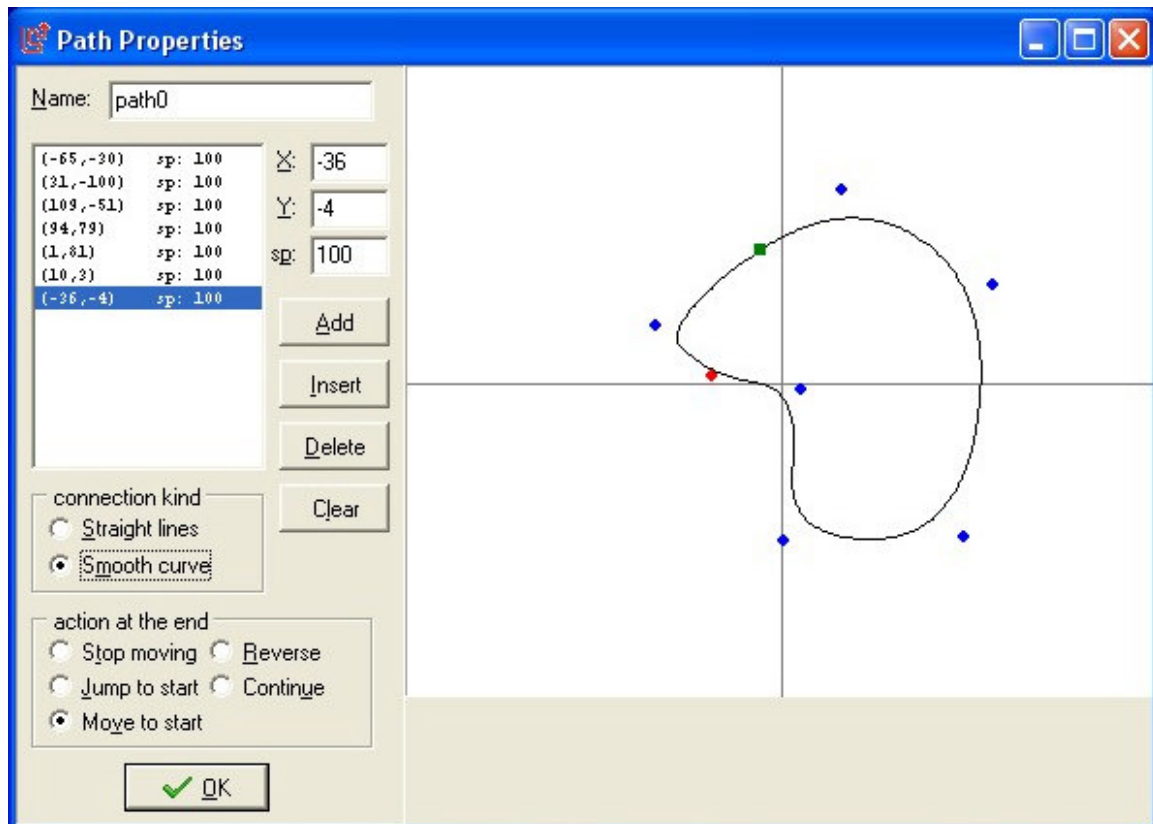 Path Properties
Name: path0
(-65,-30) sp: 100
(31,-100) sp: 100
(109,-51) sp: 100
(94,79) sp: 100
(1,81) sp: 100
(10,3) sp: 100
(-36,-4) sp: 100
X: -36
Y: -4
sp: 100
Add
Insert
Delete
Clear
connection kind
Straight lines
Smooth curve
action at the end
Stop moving Reverse
Jump to start Continue
Move to start
OK